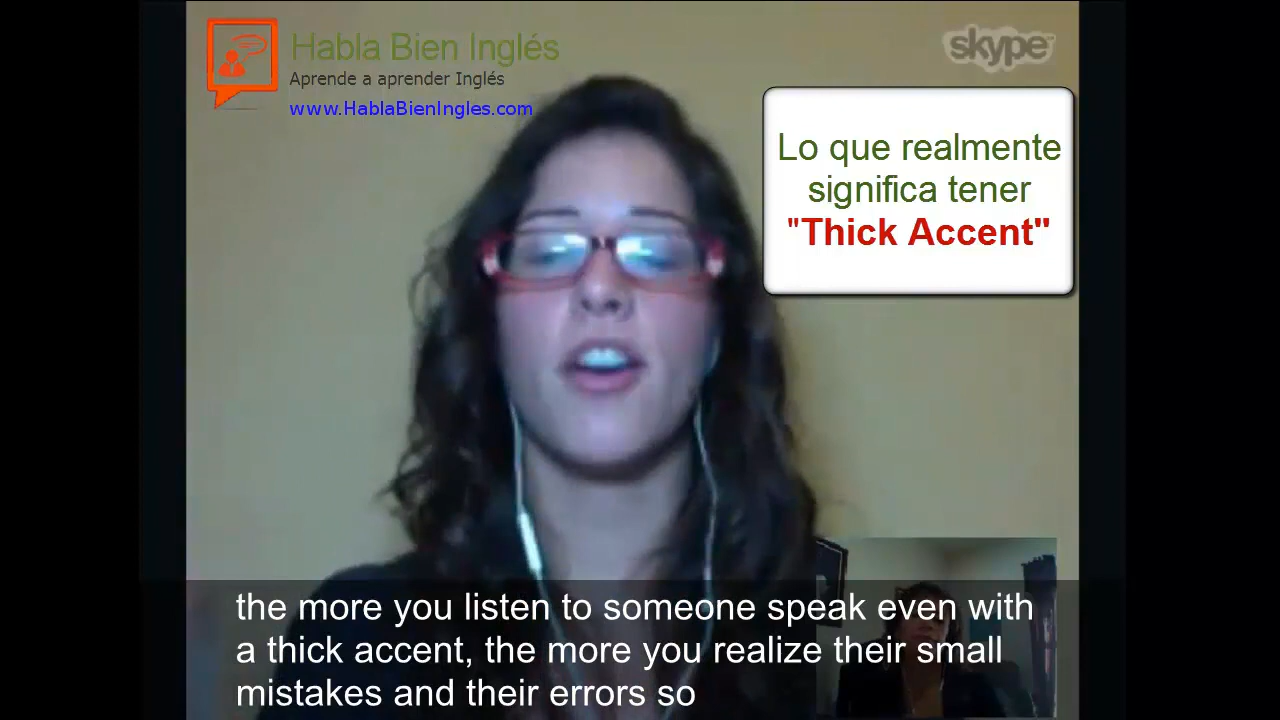 Habla Bien Inglés
Aprende a aprender Inglés
www.HablaBienIngles.com
skype™
Lo que realmente
significa tener
"Thick Accent"
the more you listen to someone speak even with
a thick accent, the more you realize their small
mistakes and their errors so